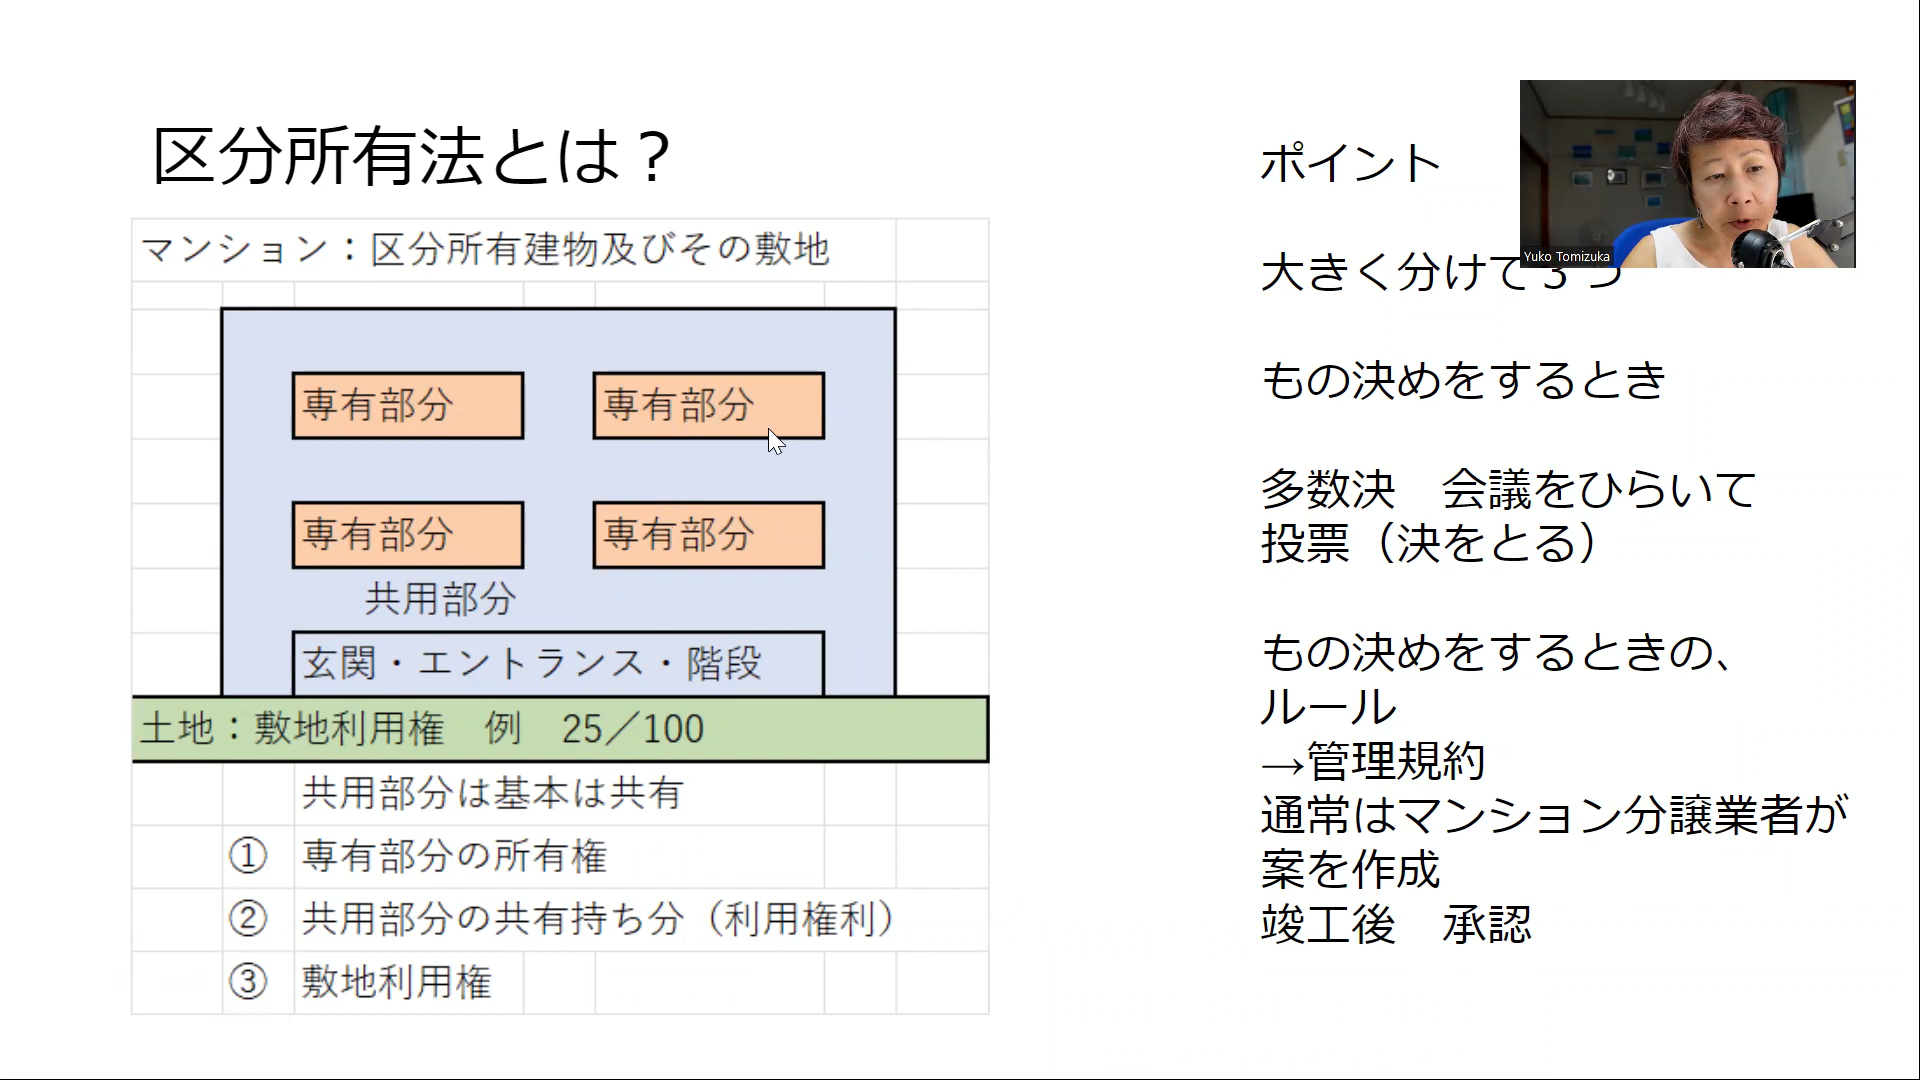 区分所有法とは？
マンション：区分所有建物及びその敷地
専有部分 専有部分
専有部分 専有部分
共用部分
玄関・エントランス・階段
土地：敷地利用権　例　25／100
共用部分は基本は共有
① 専有部分の所有権
② 共用部分の共有持ち分（利用権利）
③ 敷地利用権
ポイント
大きく分けて３つ
もの決めをするとき
多数決　会議をひらいて
投票（決をとる）
もの決めをするときの、
ルール
→管理規約
通常はマンション分譲業者が
案を作成
竣工後　承認
Yuko Tomizuka